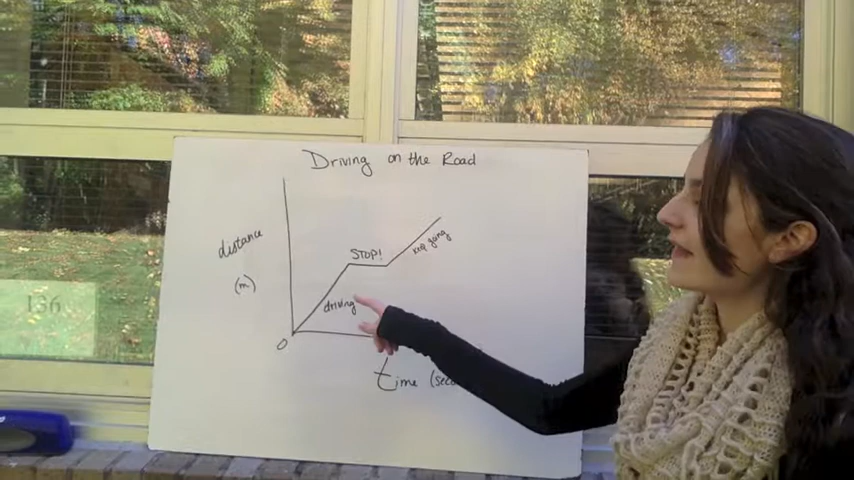 136
Driving on the Road
distance
(m)
STOP!
keep going
driving
0
time